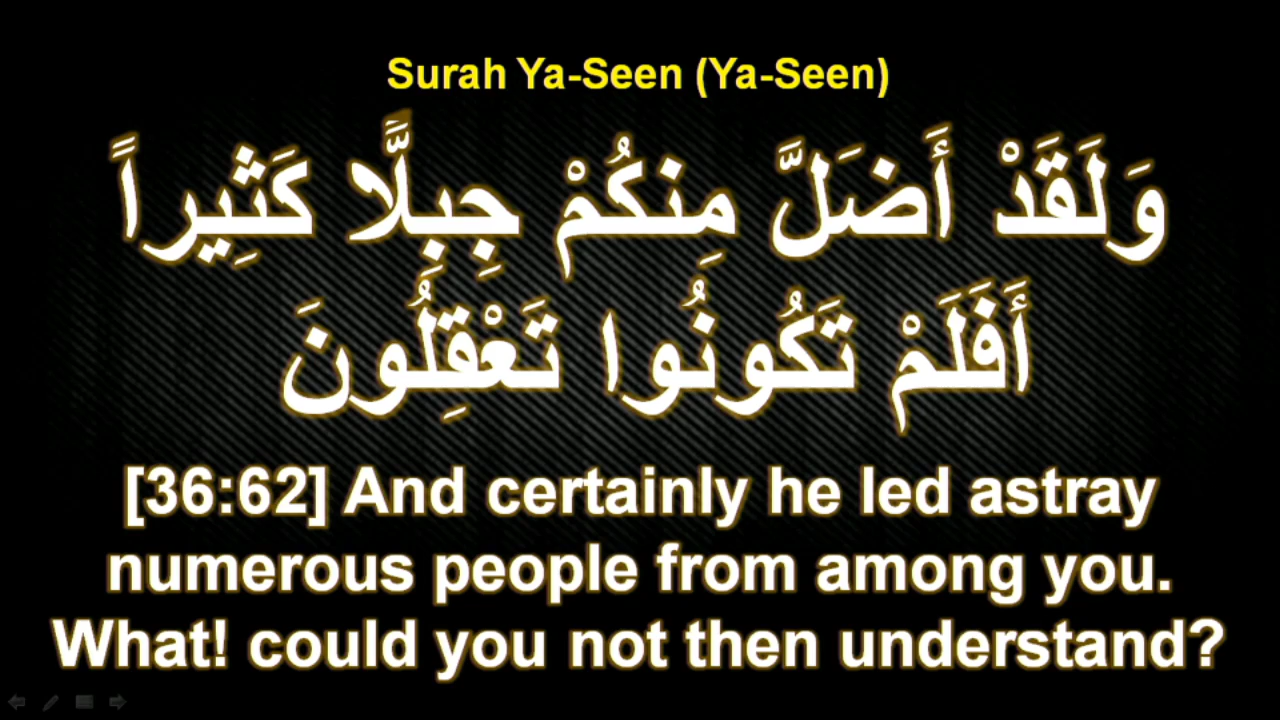 Surah Ya-Seen (Ya-Seen)
وَلَقَدْ أَضَلَّ مِنكُمْ جِبِلًّا كَثِيراً
أَفَلَمْ تَكُونُوا تَعْقِلُونَ
[36:62] And certainly he led astray
numerous people from among you.
What! could you not then understand?